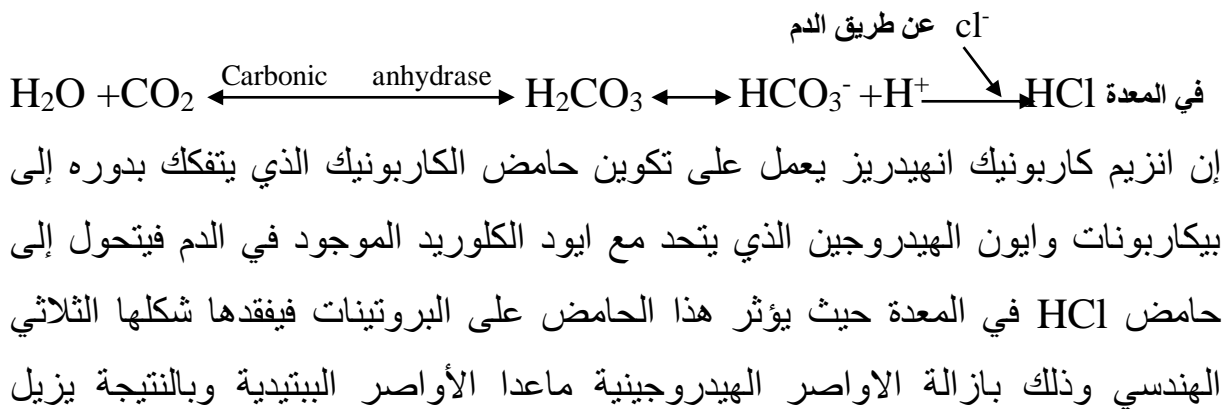 cl⁻ عن طريق الدم
H₂O +CO₂ ⟷ Carbonic anhydrase H₂CO₃ ⟷ HCO₃⁻ +H⁺ ⟶ HCl في المعدة
إن انزيم كاربونيك انهيدريز يعمل على تكوين حامض الكاربونيك الذي يتفكك بدوره إلى
بيكاربونات وايون الهيدروجين الذي يتحد مع ايود الكلوريد الموجود في الدم فيتحول إلى
حامض HCl في المعدة حيث يؤثر هذا الحامض على البروتينات فيفقدها شكلها الثلاثي
الهندسي وذلك بازالة الاواصر الهيدروجينية ماعدا الأواصر الببتيدية وبالنتيجة يزيل